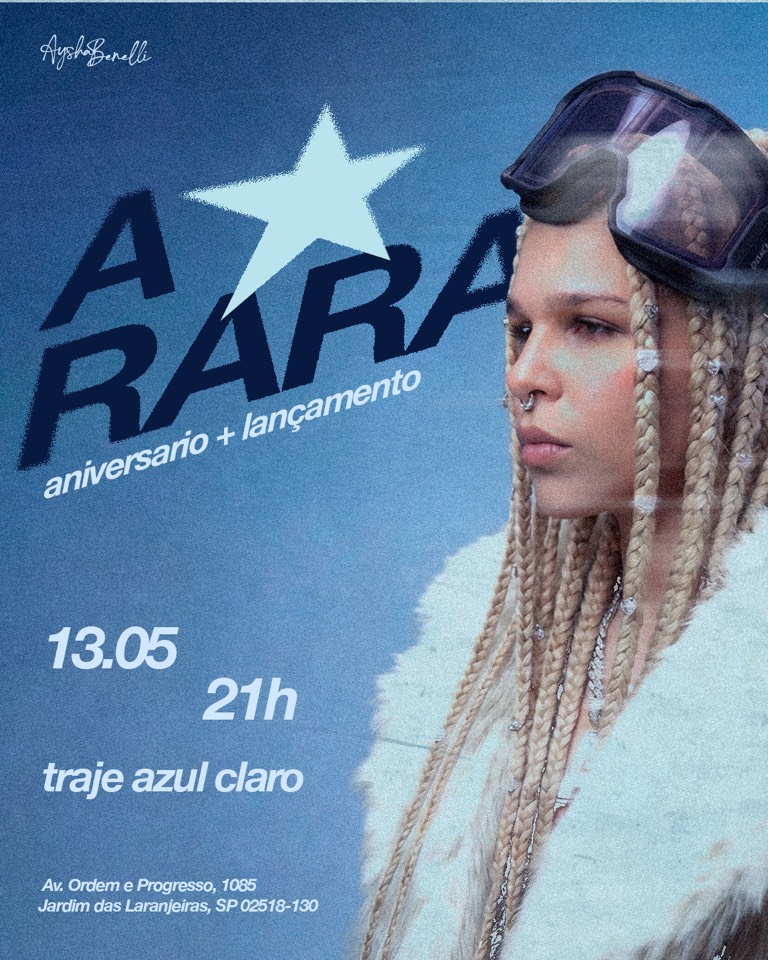 AyshaBenelli
A
RARA
aniversario + lançamento
13.05
21h
traje azul claro
Av. Ordem e Progresso, 1085
Jardim das Laranjeiras, SP 02518-130